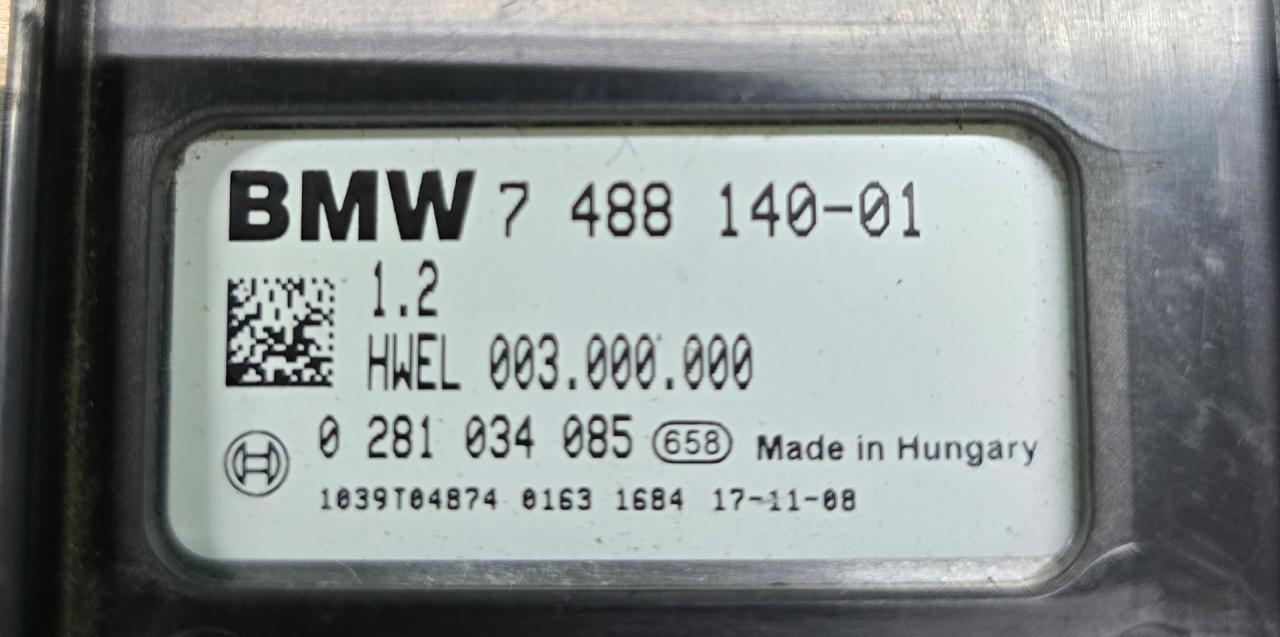 BMW 7 488 140-01
1.2
HWEL 003.000.000
0 281 034 085 658 Made in Hungary
1039T04874 0163 1684 17-11-08